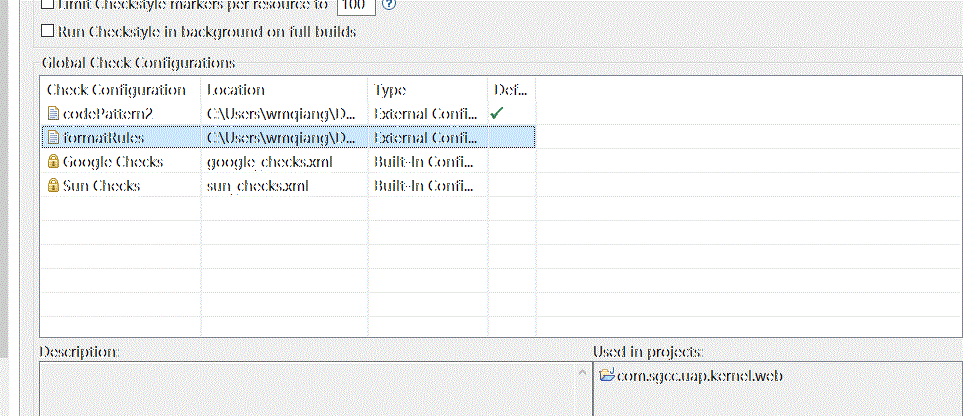 Limit Checkstyle markers per resource to 100
Run Checkstyle in background on full builds
Global Check Configurations
Check Configuration Location Type Def...
codePattern2 C:\Users\wmqiang\D... External Confi...
formatRules C:\Users\wmqiang\D... External Confi...
Google Checks google_checks.xml Built-In Confi...
Sun Checks sun_checks.xml Built-In Confi...
Description: Used in projects:
com.sgcc.uap.kernel.web